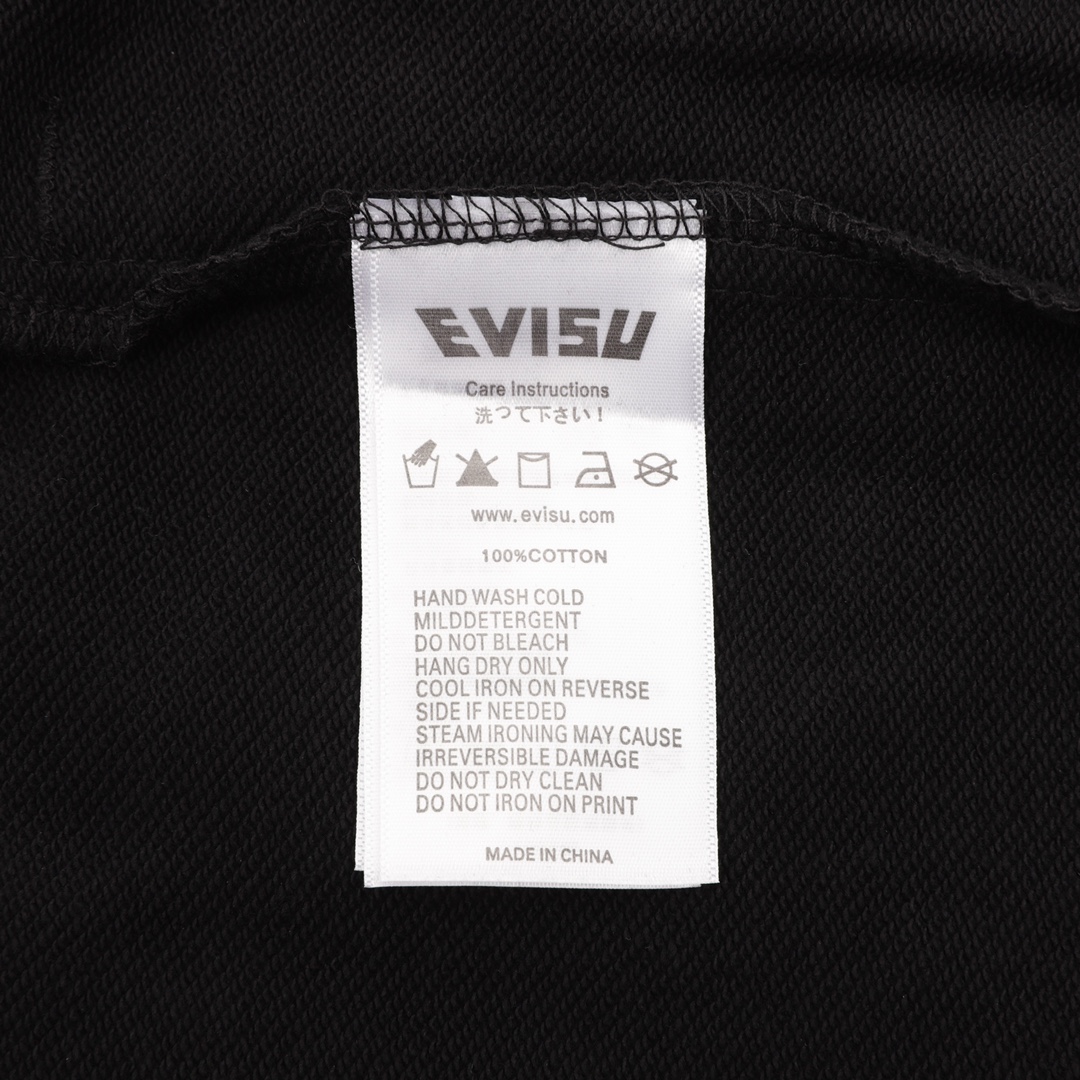 EVISU
Care Instructions
洗つて下さい！
www.evisu.com
100%COTTON
HAND WASH COLD
MILDDETERGENT
DO NOT BLEACH
HANG DRY ONLY
COOL IRON ON REVERSE
SIDE IF NEEDED
STEAM IRONING MAY CAUSE
IRREVERSIBLE DAMAGE
DO NOT DRY CLEAN
DO NOT IRON ON PRINT
MADE IN CHINA